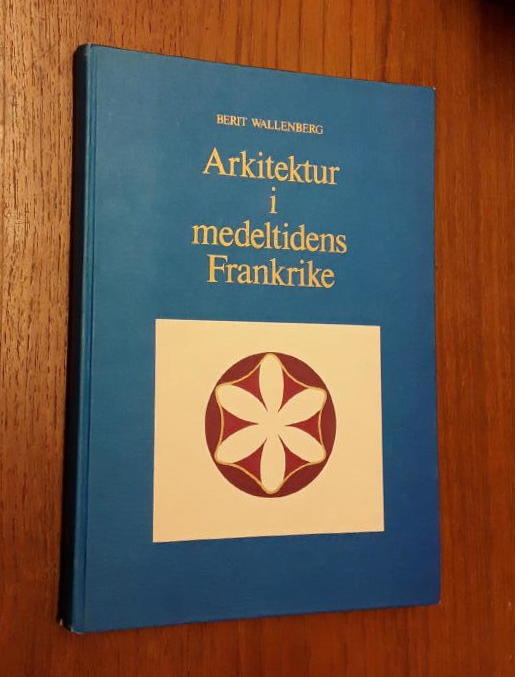 BERIT WALLENBERG
Arkitektur
i
medeltidens
Frankrike